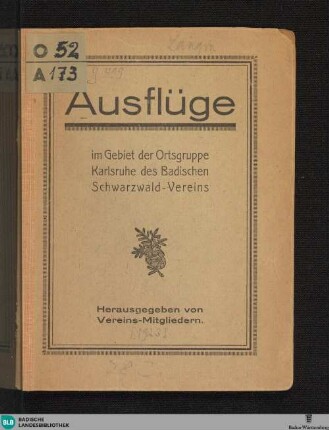 O 52
A 173
Ausflüge
im Gebiet der Ortsgruppe
Karlsruhe des Badischen
Schwarzwald-Vereins
Herausgegeben von
Vereins-Mitgliedern.
BLB
BADISCHE
LANDESBIBLIOTHEK
Baden-Württemberg